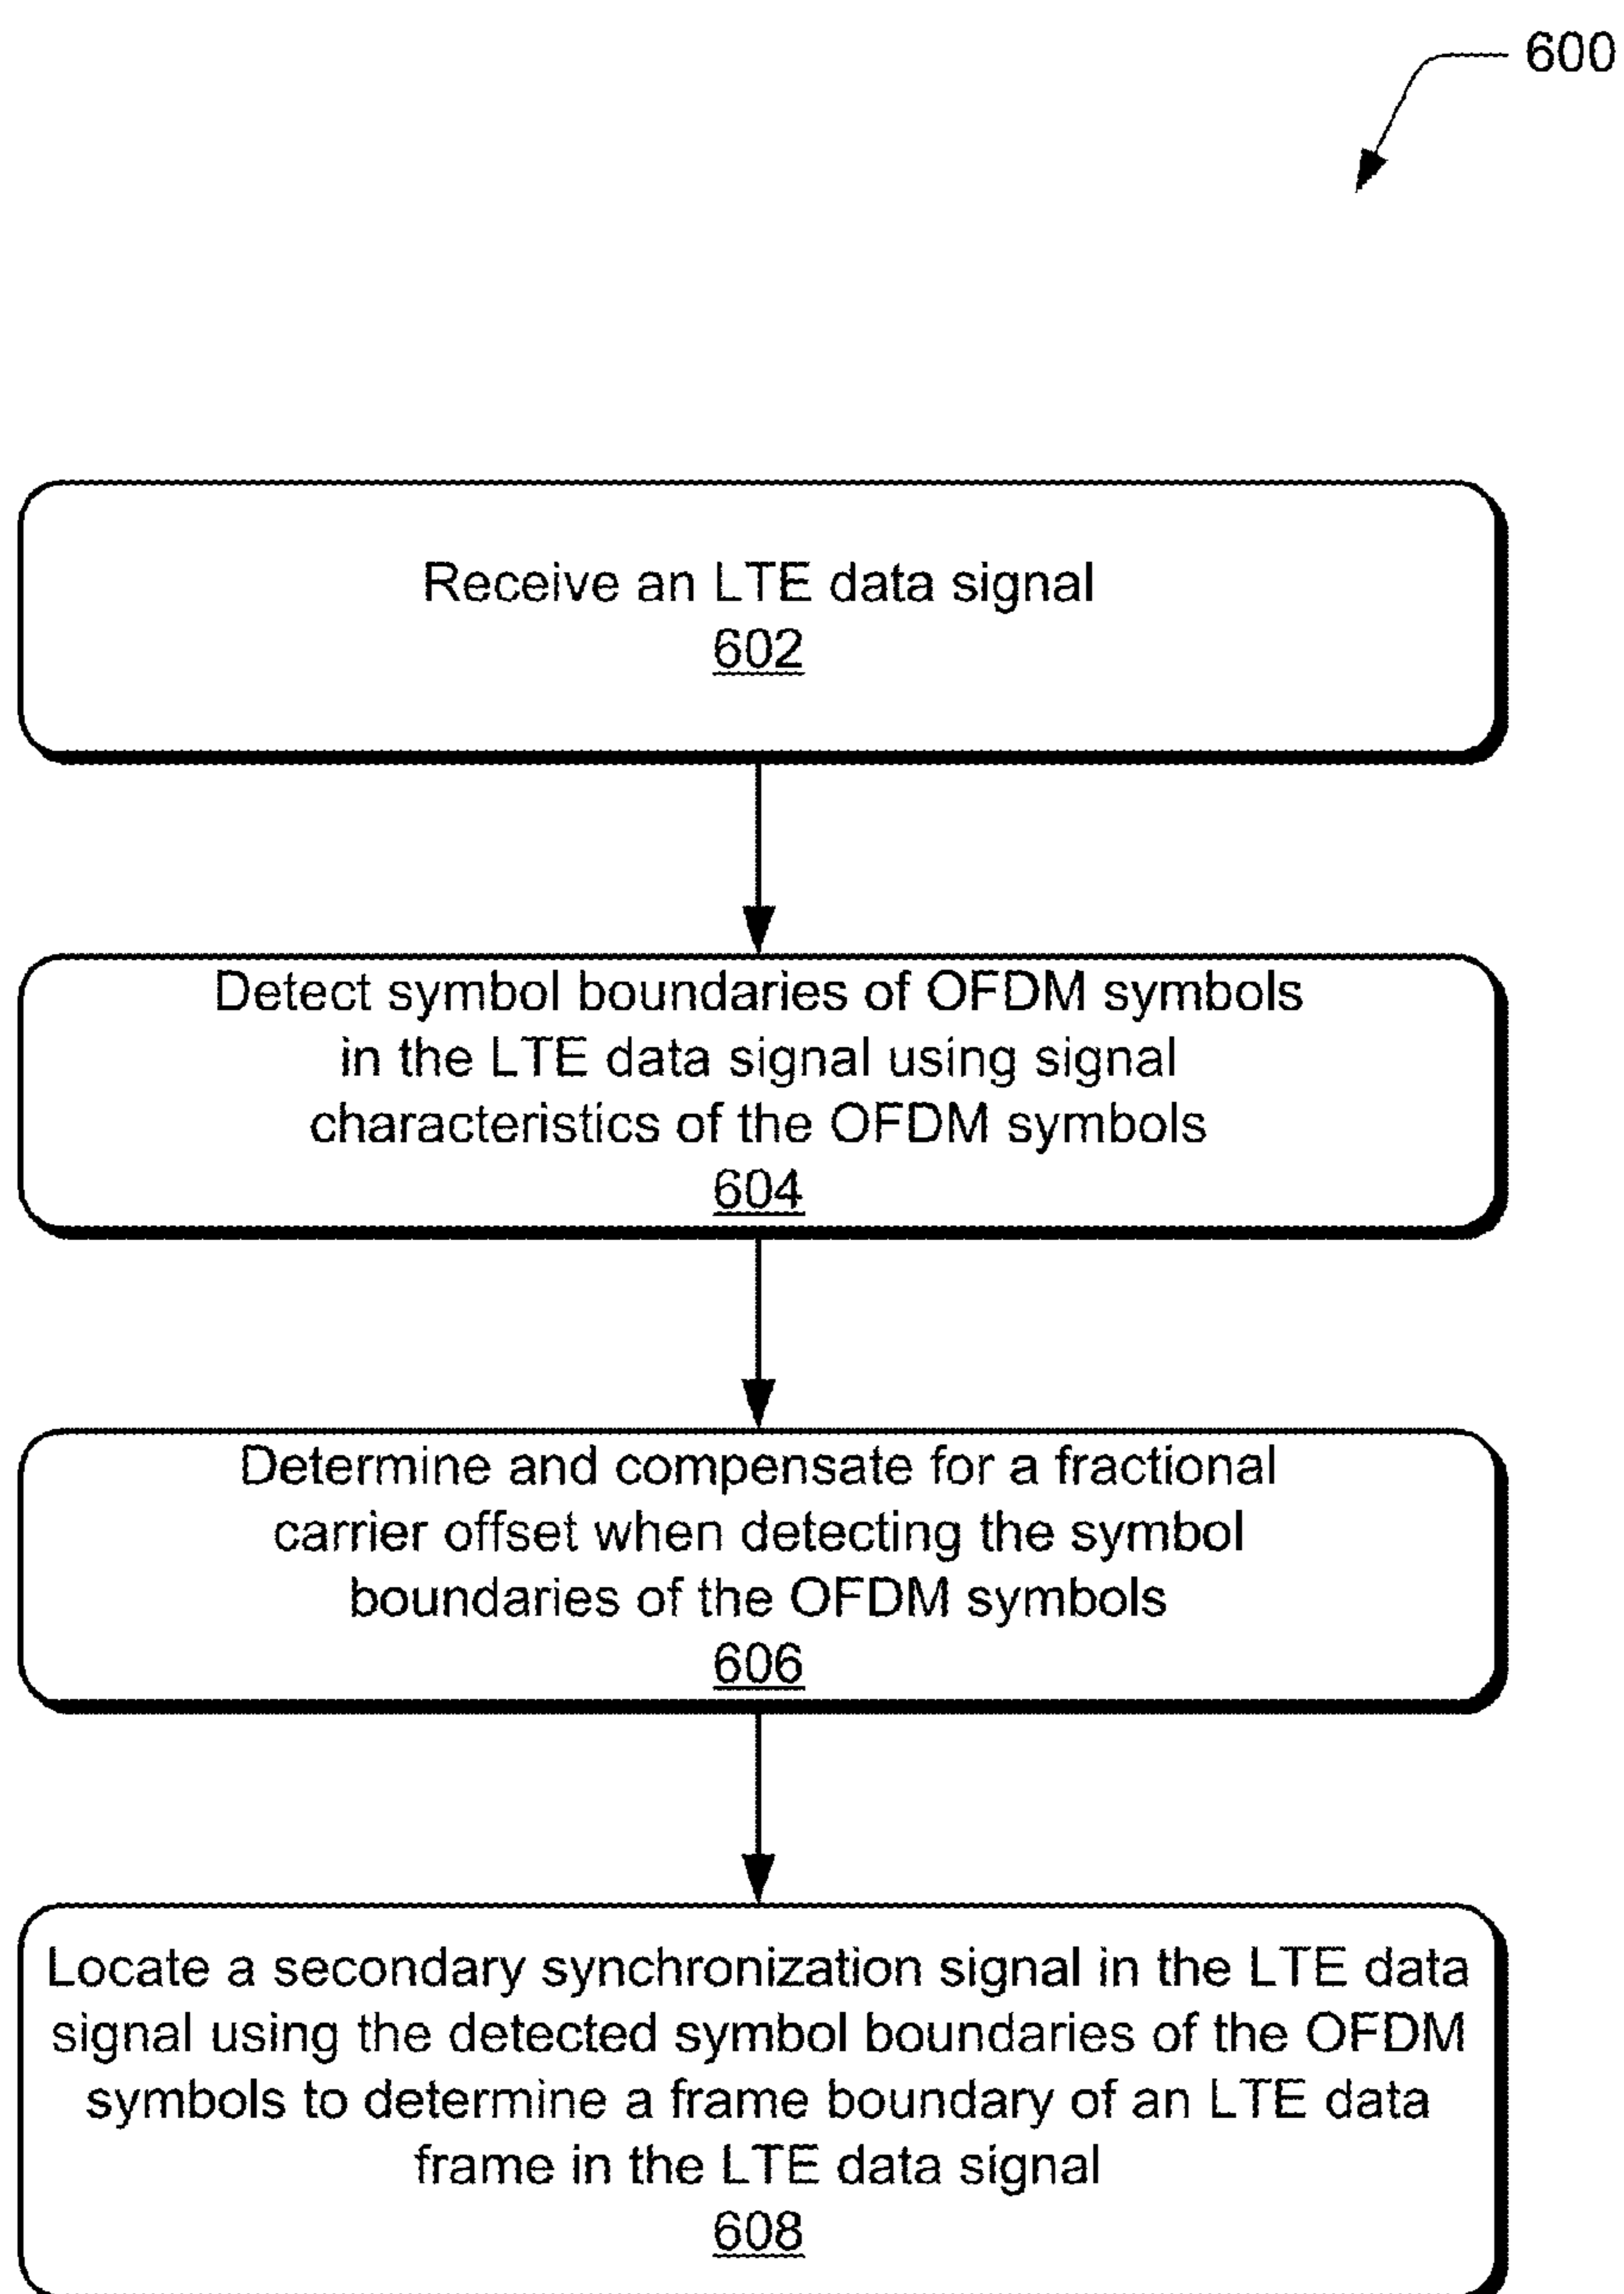 600
Receive an LTE data signal
602
Detect symbol boundaries of OFDM symbols
in the LTE data signal using signal
characteristics of the OFDM symbols
604
Determine and compensate for a fractional
carrier offset when detecting the symbol
boundaries of the OFDM symbols
606
Locate a secondary synchronization signal in the LTE data
signal using the detected symbol boundaries of the OFDM
symbols to determine a frame boundary of an LTE data
frame in the LTE data signal
608